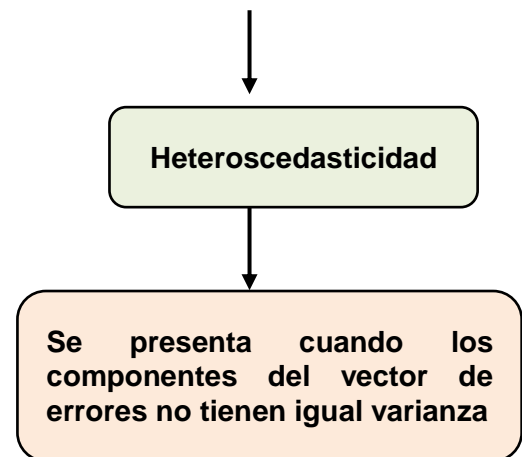 Heteroscedasticidad
Se presenta cuando los
componentes del vector de
errores no tienen igual varianza